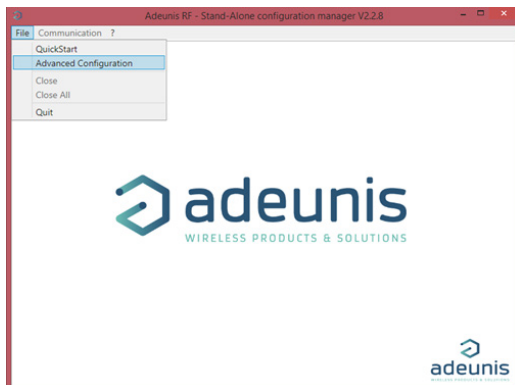 Adeunis RF - Stand-Alone configuration manager V2.2.8
File Communication ?
QuickStart
Advanced Configuration
Close
Close All
Quit
adeunis
WIRELESS PRODUCTS & SOLUTIONS
adeunis
WIRELESS PRODUCTS & SOLUTIONS